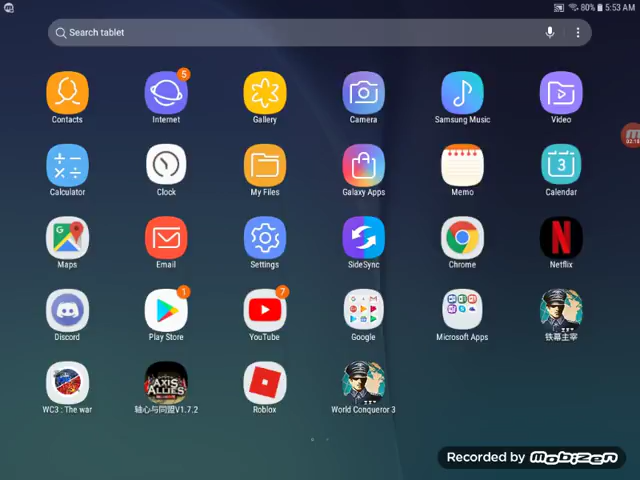 80% 5:53 AM
Search tablet
5
Contacts Internet Gallery Camera Samsung Music Video
3
Calculator Clock My Files Galaxy Apps Memo Calendar
Maps Email Settings SideSync Chrome Netflix
N
1 7
Discord Play Store YouTube Google Microsoft Apps 铁幕主宰
AXIS
ALLIES
WC3 : The war 轴心与同盟V1.7.2 Roblox World Conqueror 3
Recorded by mobizen